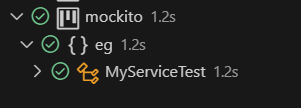 mockito 1.2s
{} eg 1.2s
MyServiceTest 1.2s